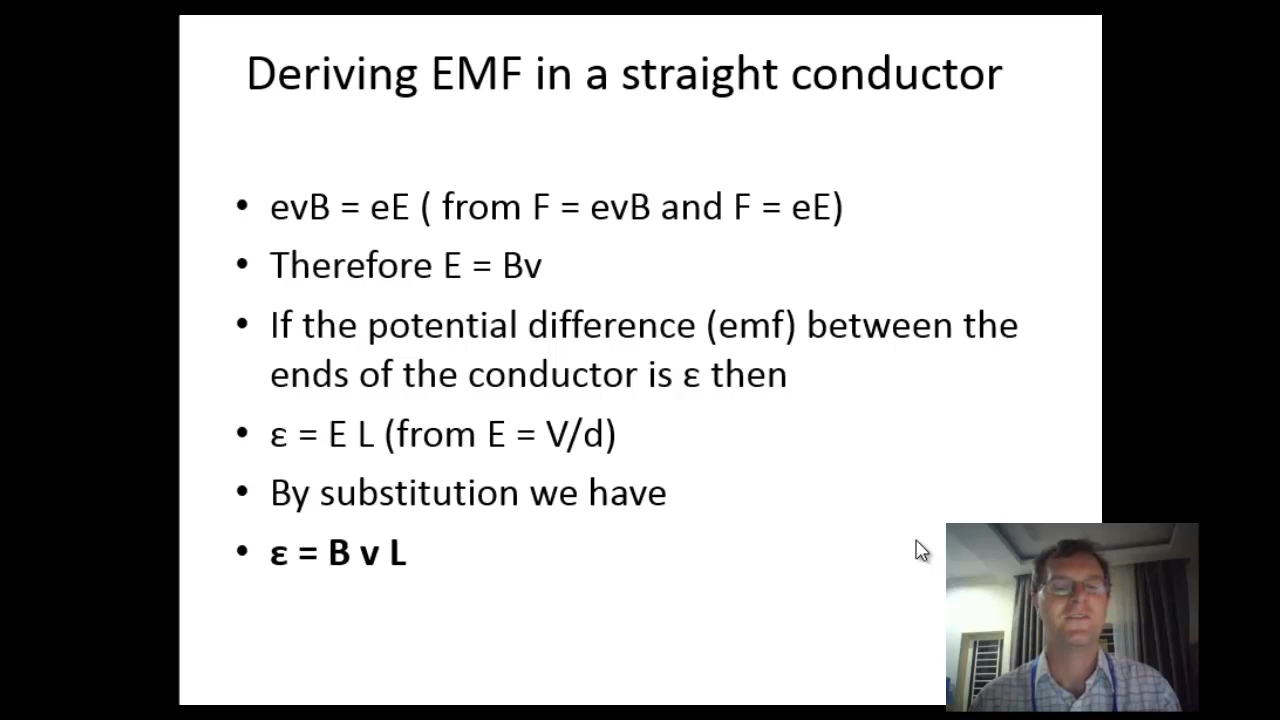 Deriving EMF in a straight conductor
• evB = eE ( from F = evB and F = eE)
• Therefore E = Bv
• If the potential difference (emf) between the
ends of the conductor is ε then
• ε = E L (from E = V/d)
• By substitution we have
• ε = B v L